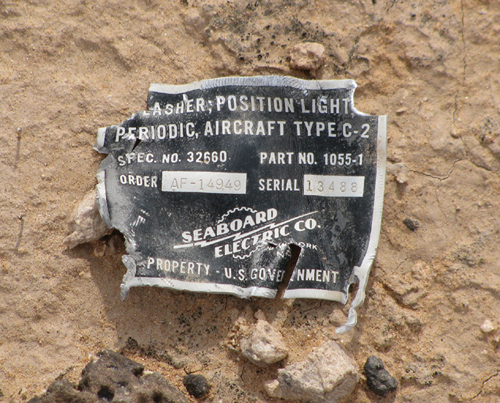 LASHER, POSITION LIGHT
PERIODIC, AIRCRAFT TYPE C-2
SPEC. NO. 32660 PART NO. 1055-1
ORDER AF-14949 SERIAL 13488
SEABOARD
ELECTRIC CO.
PROPERTY - U.S. GOVERNMENT